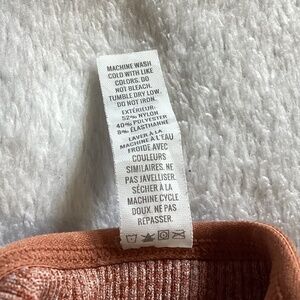 MACHINE WASH
COLD WITH LIKE
COLORS. DO
NOT BLEACH.
TUMBLE DRY LOW.
DO NOT IRON.
EXTÉRIEUR:
52% NYLON
40% POLYESTER
8% ÉLASTHANNE
LAVER À LA
MACHINE À L'EAU
FROIDE AVEC
COULEURS
SIMILAIRES. NE
PAS JAVELLISER.
SÉCHER À LA
MACHINE CYCLE
DOUX. NE PAS
REPASSER.